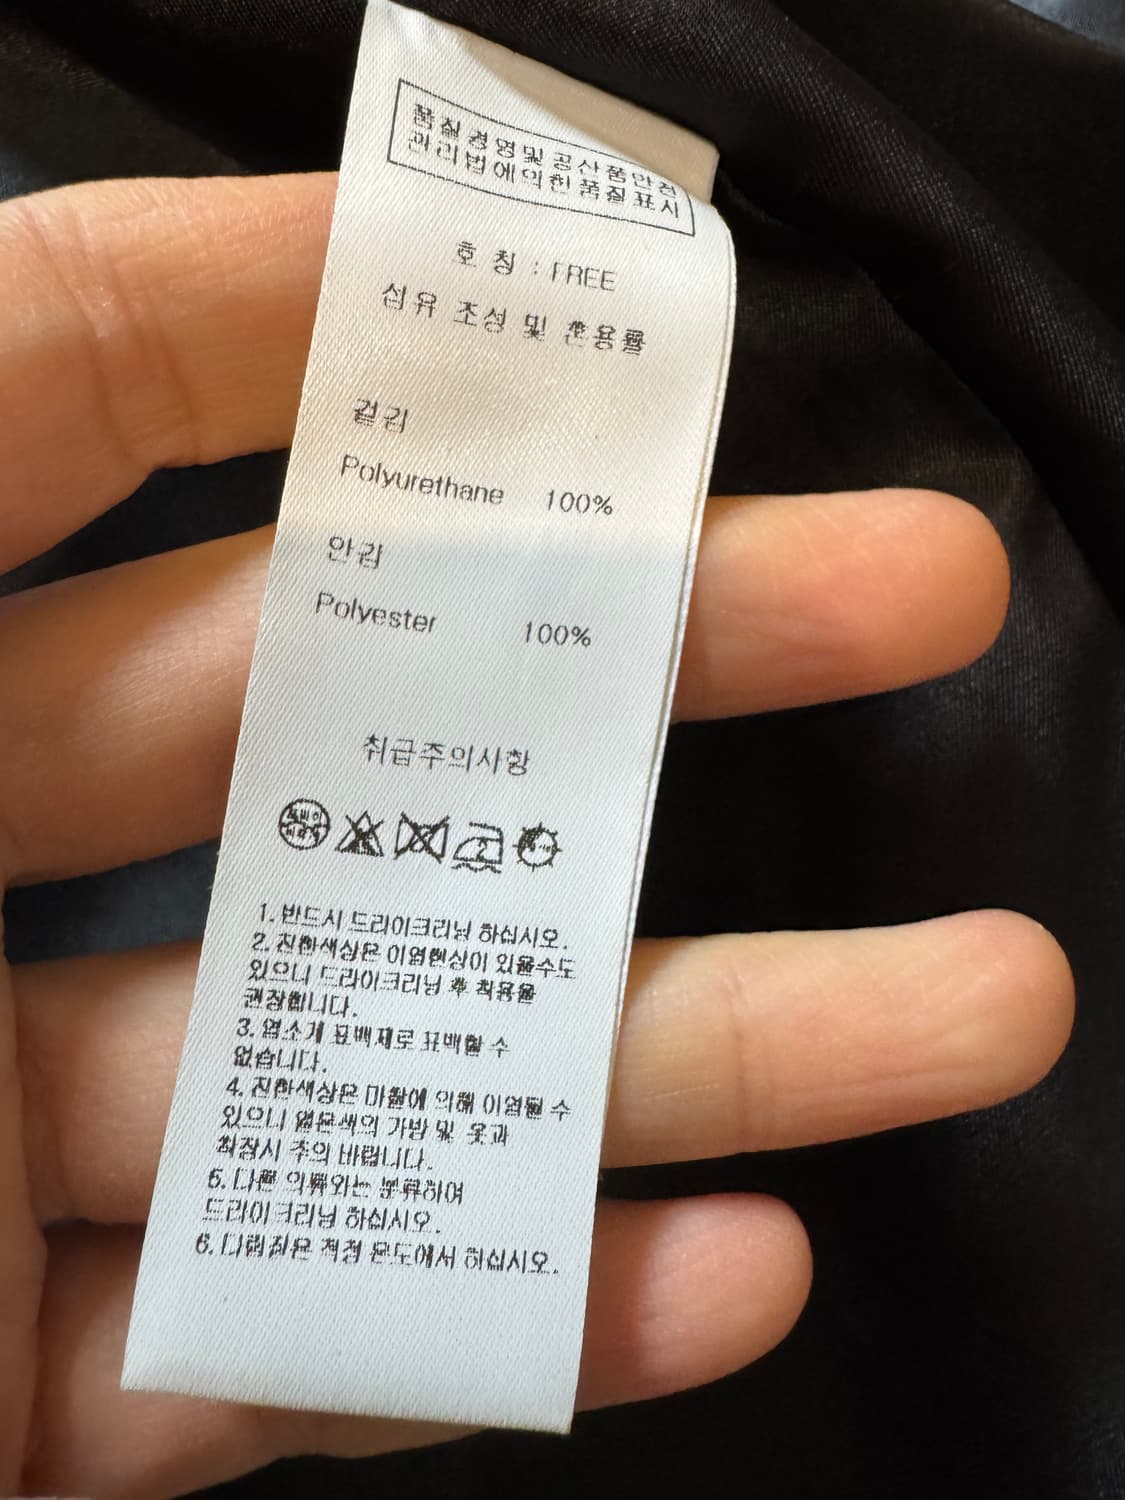 품질경영및공산품안전
관리법에의한품질표시
호 칭 : FREE
섬유 조성 및 혼용률
겉감
Polyurethane 100%
안감
Polyester 100%
취급주의사항
드라이
1. 반드시 드라이크리닝 하십시오.
2. 진한색상은 이염현상이 있을수도
있으니 드라이크리닝 후 착용을
권장합니다.
3. 염소계 표백제로 표백할 수
없습니다.
4. 진한색상은 마찰에 의해 이염될 수
있으니 엷은색의 가방 및 옷과
착장시 주의 바랍니다.
5. 다른 의류와는 분류하여
드라이크리닝 하십시오.
6. 다림질은 적정 온도에서 하십시오.